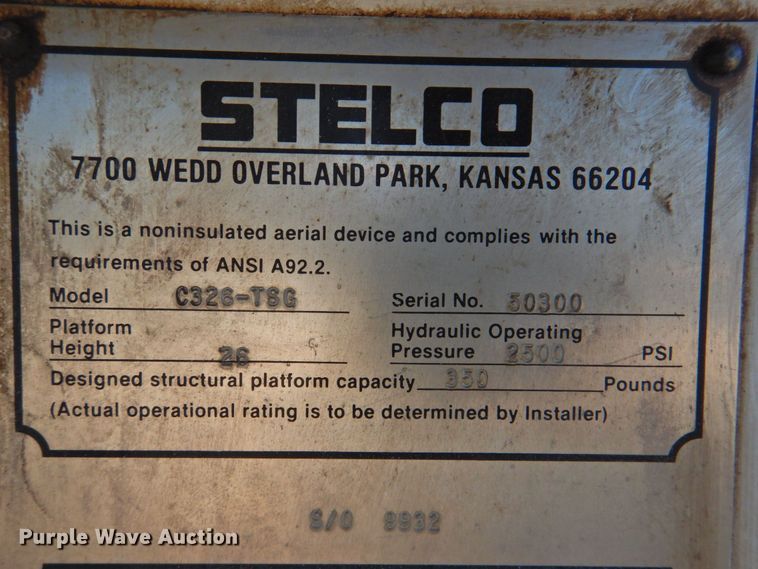 STELCO
7700 WEDD OVERLAND PARK, KANSAS 66204
This is a noninsulated aerial device and complies with the
requirements of ANSI A92.2.
Model C326-TSG Serial No. 50300
Platform Height 26 Hydraulic Operating Pressure 2500 PSI
Designed structural platform capacity 350 Pounds
(Actual operational rating is to be determined by Installer)
S/O 8932
Purple Wave Auction